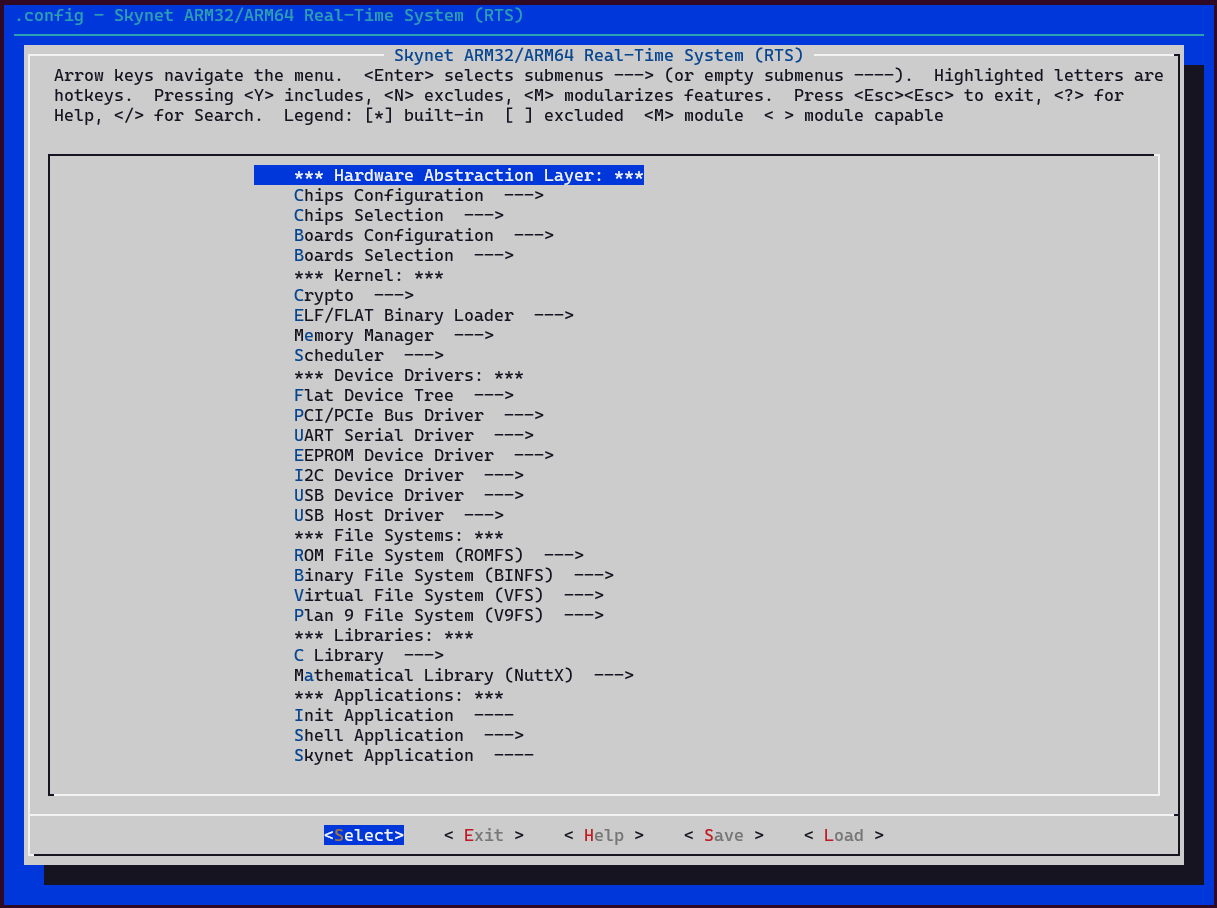 .config - Skynet ARM32/ARM64 Real-Time System (RTS)
Skynet ARM32/ARM64 Real-Time System (RTS)
Arrow keys navigate the menu.  <Enter> selects submenus ---> (or empty submenus ----).  Highlighted letters are
hotkeys.  Pressing <Y> includes, <N> excludes, <M> modularizes features.  Press <Esc><Esc> to exit, <?> for
Help, </> for Search.  Legend: [*] built-in  [ ] excluded  <M> module  < > module capable
*** Hardware Abstraction Layer: ***
Chips Configuration  --->
Chips Selection  --->
Boards Configuration  --->
Boards Selection  --->
*** Kernel: ***
Crypto  --->
ELF/FLAT Binary Loader  --->
Memory Manager  --->
Scheduler  --->
*** Device Drivers: ***
Flat Device Tree  --->
PCI/PCIe Bus Driver  --->
UART Serial Driver  --->
EEPROM Device Driver  --->
I2C Device Driver  --->
USB Device Driver  --->
USB Host Driver  --->
*** File Systems: ***
ROM File System (ROMFS)  --->
Binary File System (BINFS)  --->
Virtual File System (VFS)  --->
Plan 9 File System (V9FS)  --->
*** Libraries: ***
C Library  --->
Mathematical Library (NuttX)  --->
*** Applications: ***
Init Application  ----
Shell Application  --->
Skynet Application  ----
<Select>    < Exit >    < Help >    < Save >    < Load >